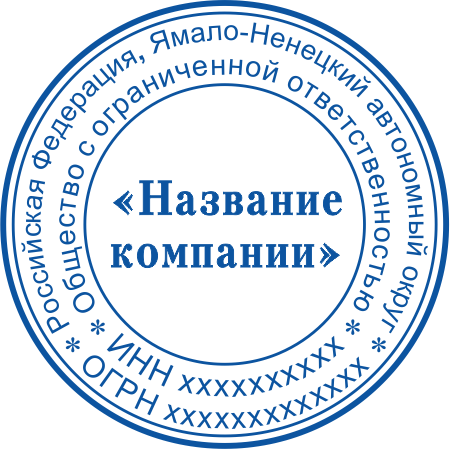 Российская Федерация, Ямало-Ненецкий автономный округ
* ОГРН xxxxxxxxxxxxx *
Общество с ограниченной ответственностью
* ИНН xxxxxxxxxx *
«Название
компании»